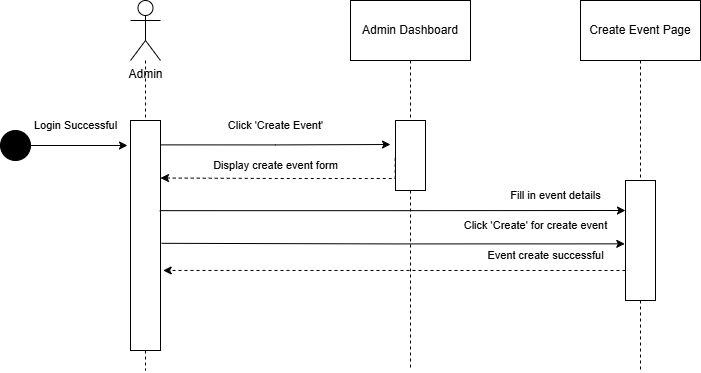 Admin Dashboard
Create Event Page
Admin
Login Successful
Click 'Create Event'
Display create event form
Fill in event details
Click 'Create' for create event
Event create successful